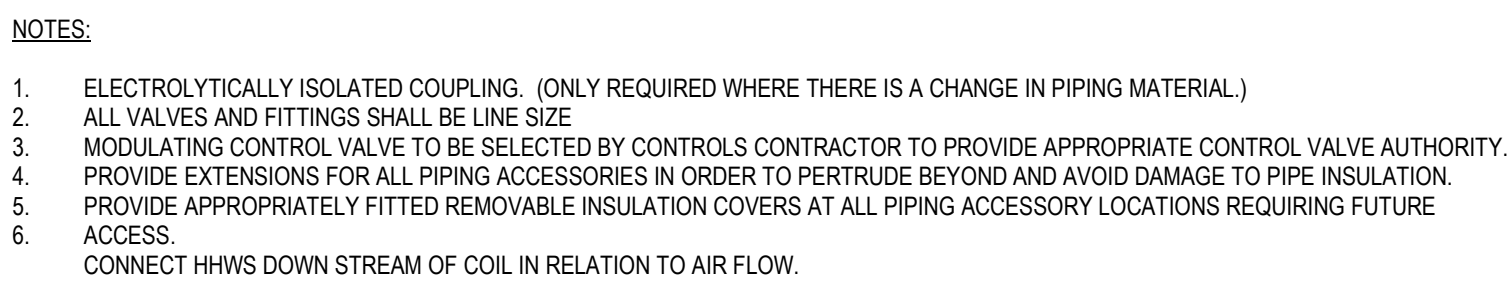 NOTES:
1. ELECTROLYTICALLY ISOLATED COUPLING. (ONLY REQUIRED WHERE THERE IS A CHANGE IN PIPING MATERIAL.)
2. ALL VALVES AND FITTINGS SHALL BE LINE SIZE
3. MODULATING CONTROL VALVE TO BE SELECTED BY CONTROLS CONTRACTOR TO PROVIDE APPROPRIATE CONTROL VALVE AUTHORITY.
4. PROVIDE EXTENSIONS FOR ALL PIPING ACCESSORIES IN ORDER TO PERTRUDE BEYOND AND AVOID DAMAGE TO PIPE INSULATION.
5. PROVIDE APPROPRIATELY FITTED REMOVABLE INSULATION COVERS AT ALL PIPING ACCESSORY LOCATIONS REQUIRING FUTURE
6. ACCESS.
CONNECT HHWS DOWN STREAM OF COIL IN RELATION TO AIR FLOW.